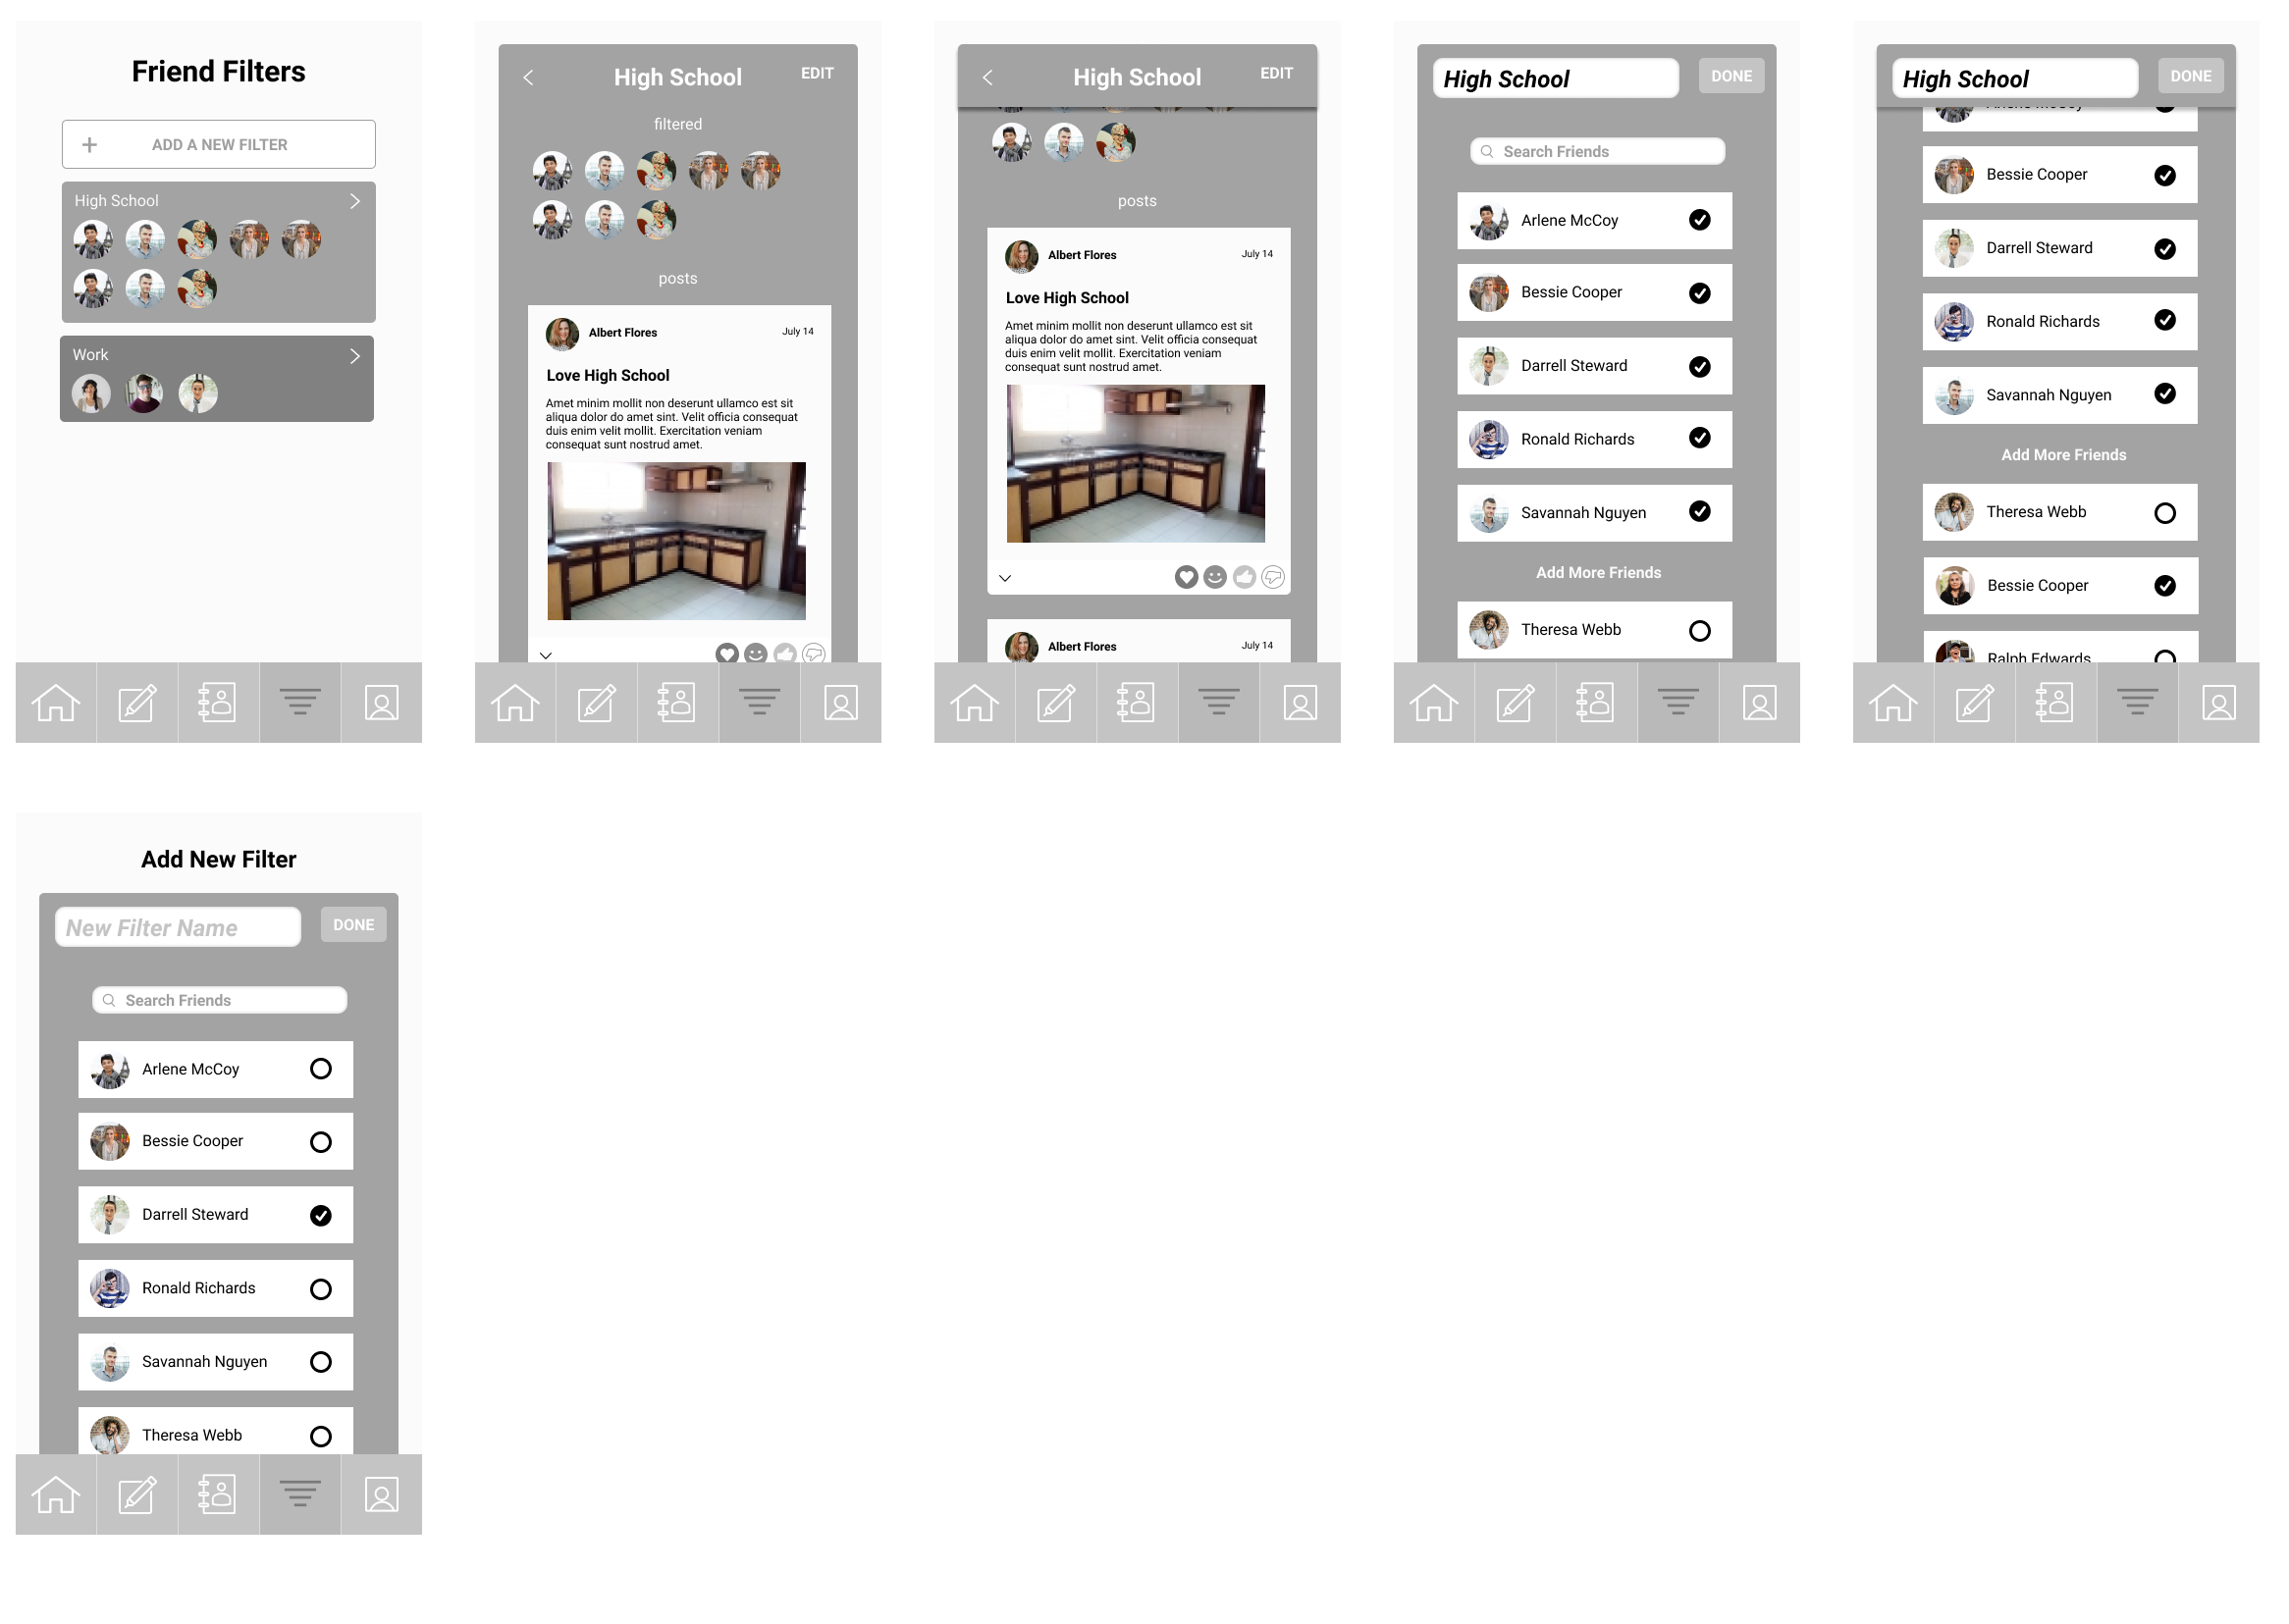 Friend Filters
ADD A NEW FILTER
High School
Work
High School
EDIT
filtered
posts
Albert Flores
July 14
Love High School
Amet minim mollit non deserunt ullamco est sit
aliqua dolor do amet sint. Velit officia consequat
duis enim velit mollit. Exercitation veniam
consequat sunt nostrud amet.
High School
EDIT
posts
Albert Flores
July 14
Love High School
Amet minim mollit non deserunt ullamco est sit
aliqua dolor do amet sint. Velit officia consequat
duis enim velit mollit. Exercitation veniam
consequat sunt nostrud amet.
Albert Flores
July 14
High School
DONE
Search Friends
Arlene McCoy
Bessie Cooper
Darrell Steward
Ronald Richards
Savannah Nguyen
Add More Friends
Theresa Webb
High School
DONE
Arlene McCoy
Bessie Cooper
Darrell Steward
Ronald Richards
Savannah Nguyen
Add More Friends
Theresa Webb
Bessie Cooper
Ralph Edwards
Add New Filter
New Filter Name
DONE
Search Friends
Arlene McCoy
Bessie Cooper
Darrell Steward
Ronald Richards
Savannah Nguyen
Theresa Webb